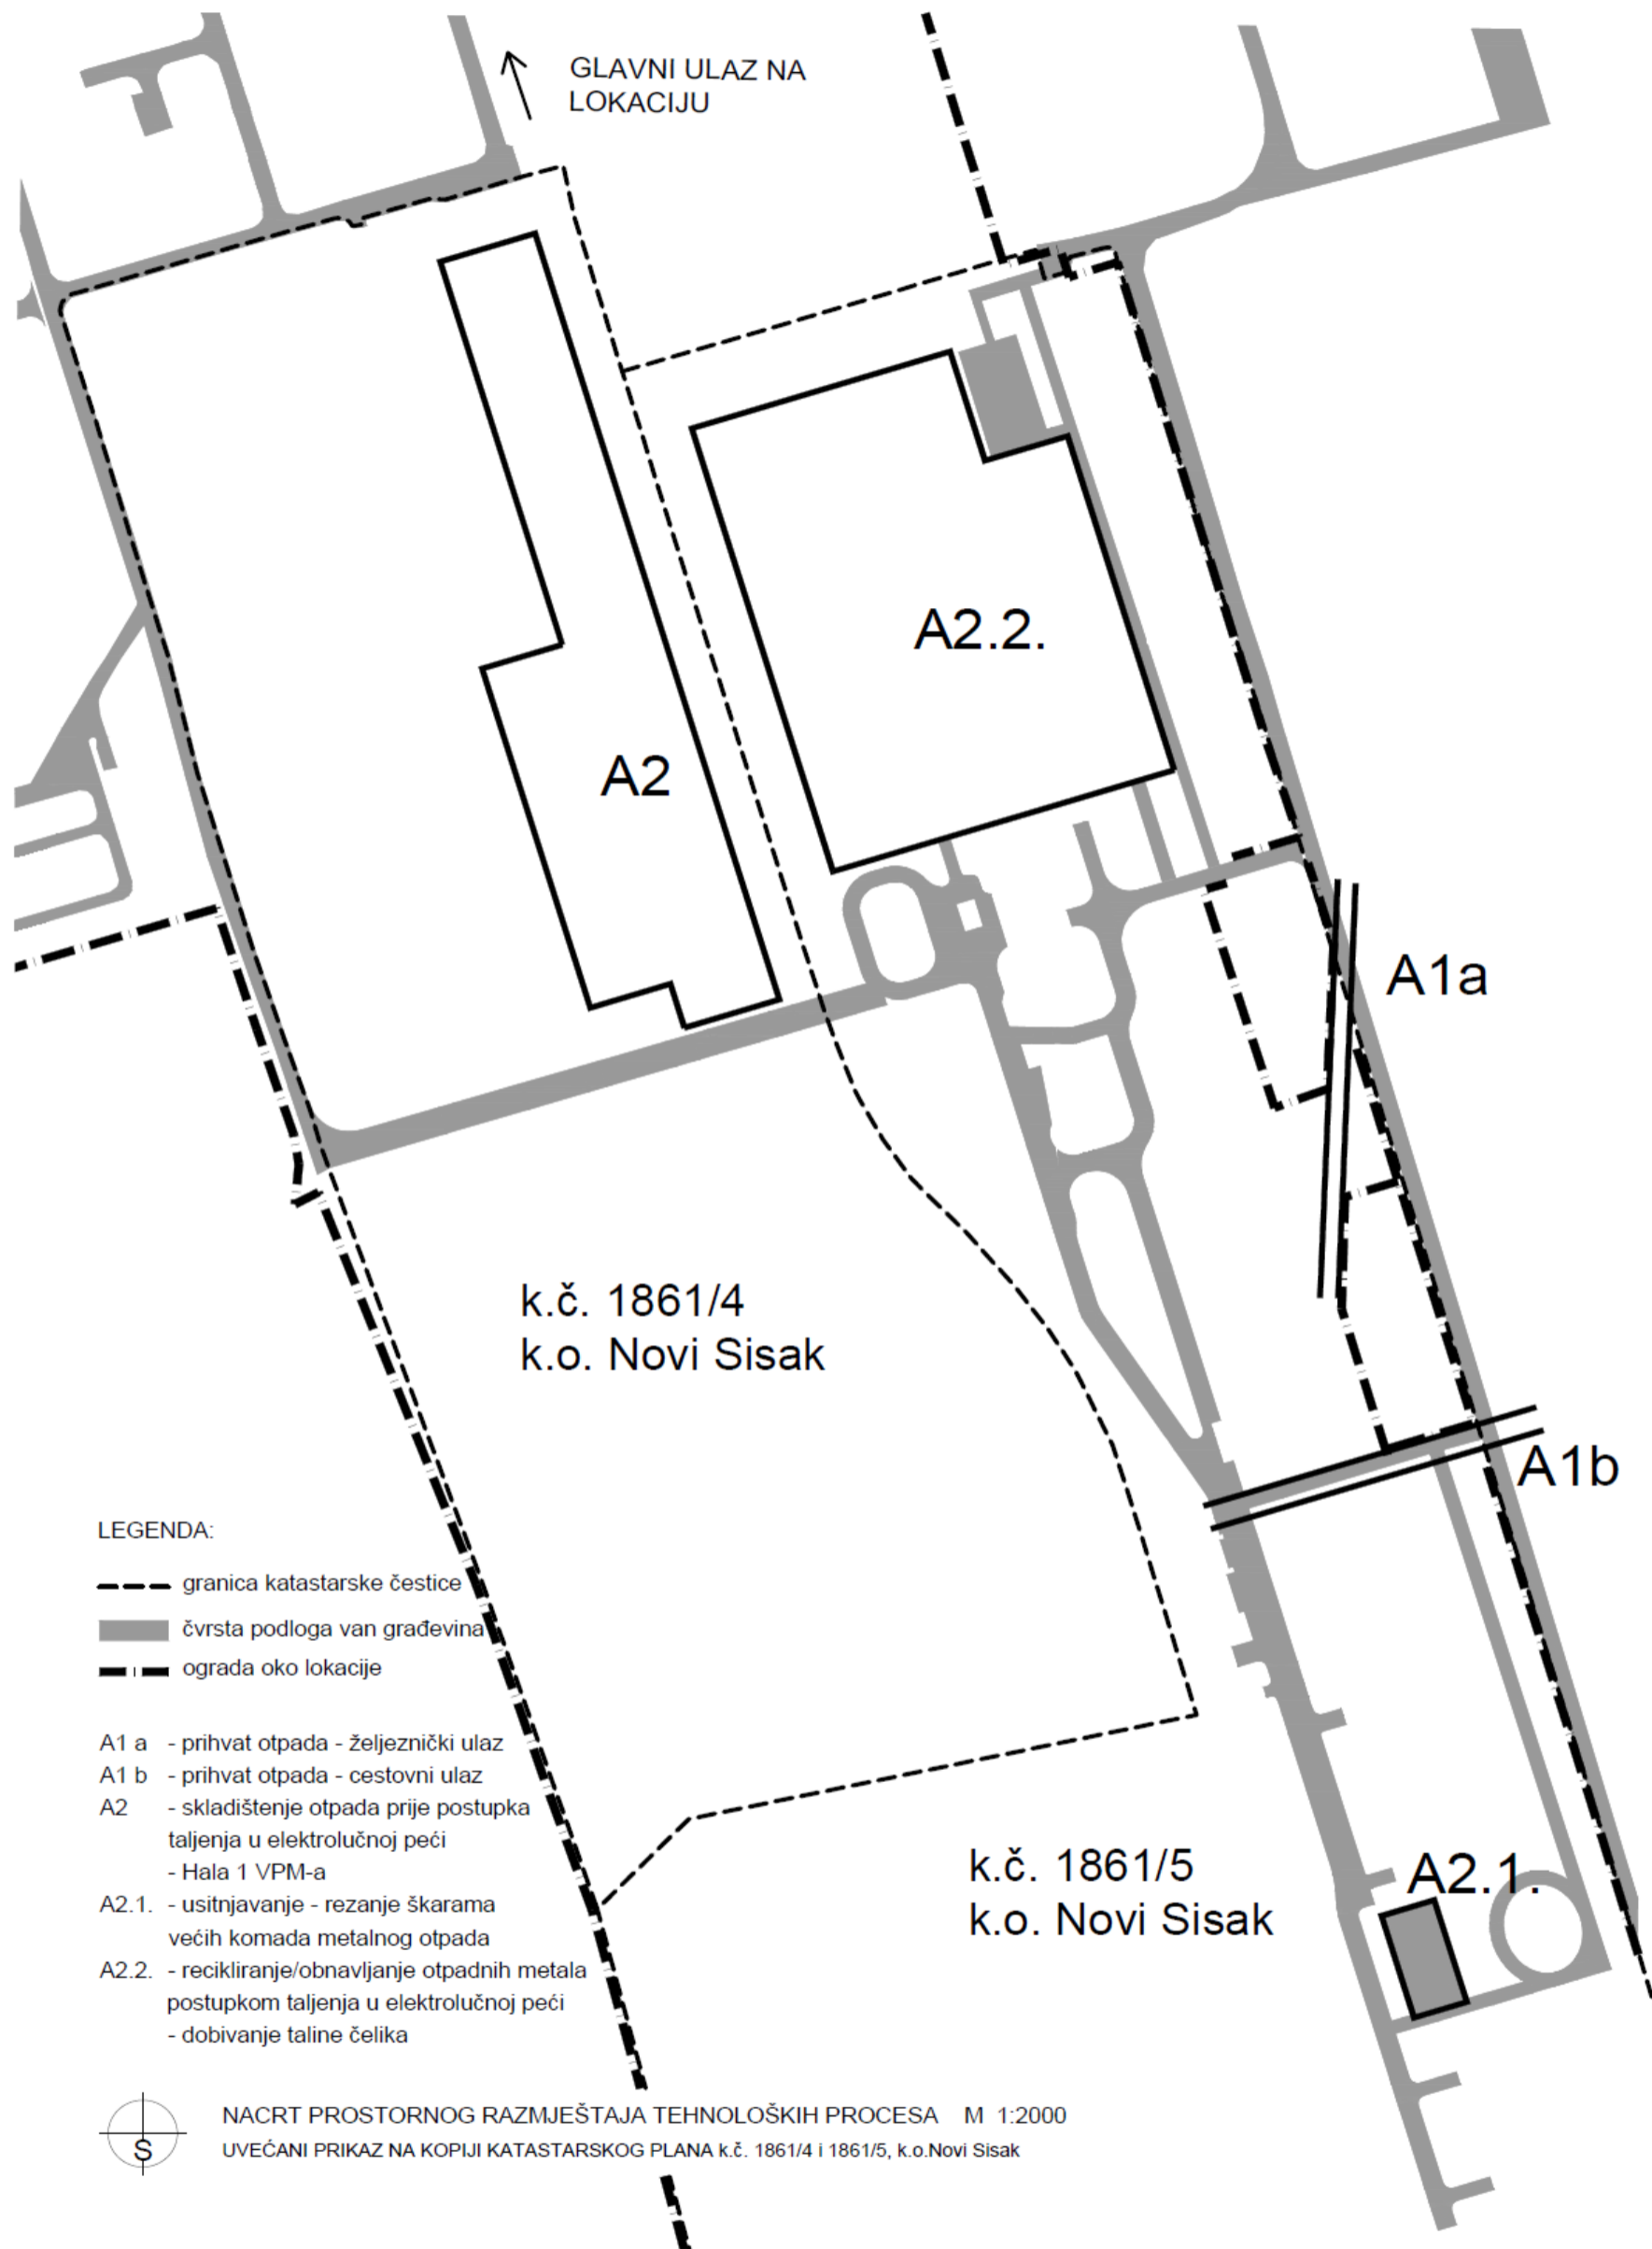 GLAVNI ULAZ NA
LOKACIJU
A2.2.
A2
A1a
k.č. 1861/4
k.o. Novi Sisak
A1b
LEGENDA:
granica katastarske čestice
čvrsta podloga van građevina
ograda oko lokacije
A1 a - prihvat otpada - željeznički ulaz
A1 b - prihvat otpada - cestovni ulaz
A2 - skladištenje otpada prije postupka
taljenja u elektrolučnoj peći
- Hala 1 VPM-a
A2.1. - usitnjavanje - rezanje škarama
većih komada metalnog otpada
A2.2. - recikliranje/obnavljanje otpadnih metala
postupkom taljenja u elektrolučnoj peći
- dobivanje taline čelika
k.č. 1861/5
k.o. Novi Sisak
A2.1.
S
NACRT PROSTORNOG RAZMJEŠTAJA TEHNOLOŠKIH PROCESA M 1:2000
UVEĆANI PRIKAZ NA KOPIJI KATASTARSKOG PLANA k.č. 1861/4 i 1861/5, k.o.Novi Sisak